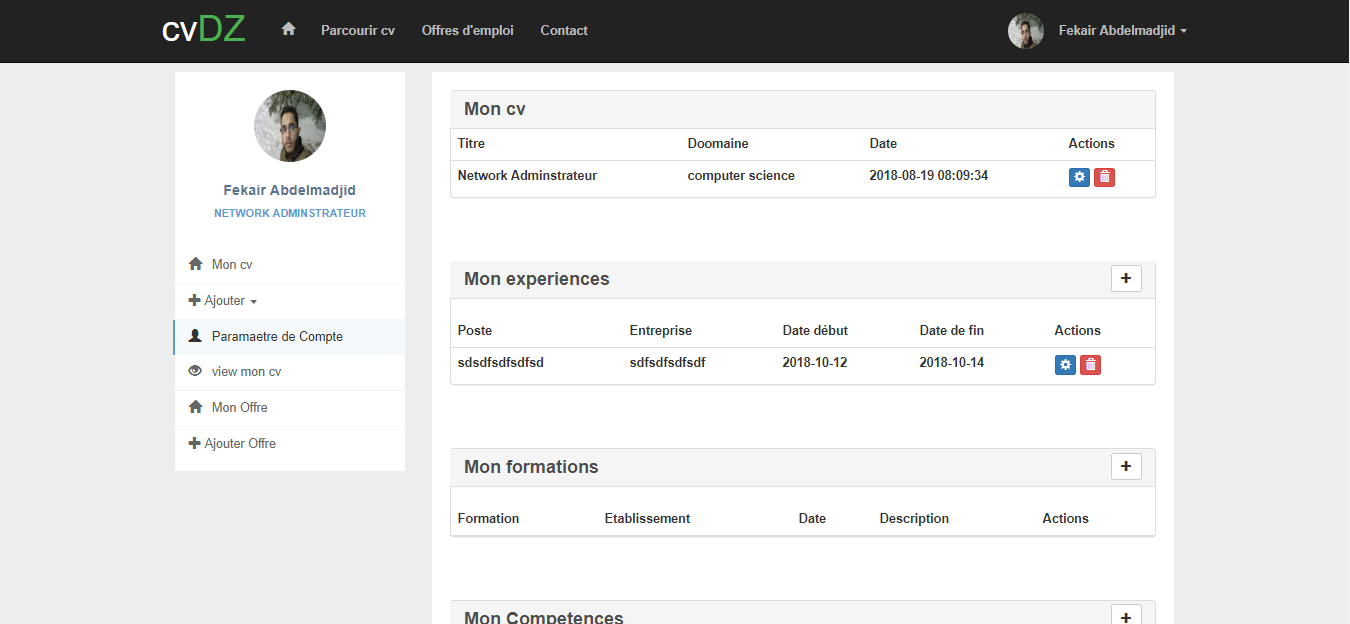 cvDZ Parcourir cv Offres d'emploi Contact Fekair Abdelmadjid
Fekair Abdelmadjid
NETWORK ADMINSTRATEUR
Mon cv
Ajouter
Paramaetre de Compte
view mon cv
Mon Offre
Ajouter Offre
Mon cv
Titre Doomaine Date Actions
Network Adminstrateur computer science 2018-08-19 08:09:34
Mon experiences
Poste Entreprise Date début Date de fin Actions
sdsdfsdfsdfsd sdfsdfsdfsdf 2018-10-12 2018-10-14
Mon formations
Formation Etablissement Date Description Actions
Mon Competences